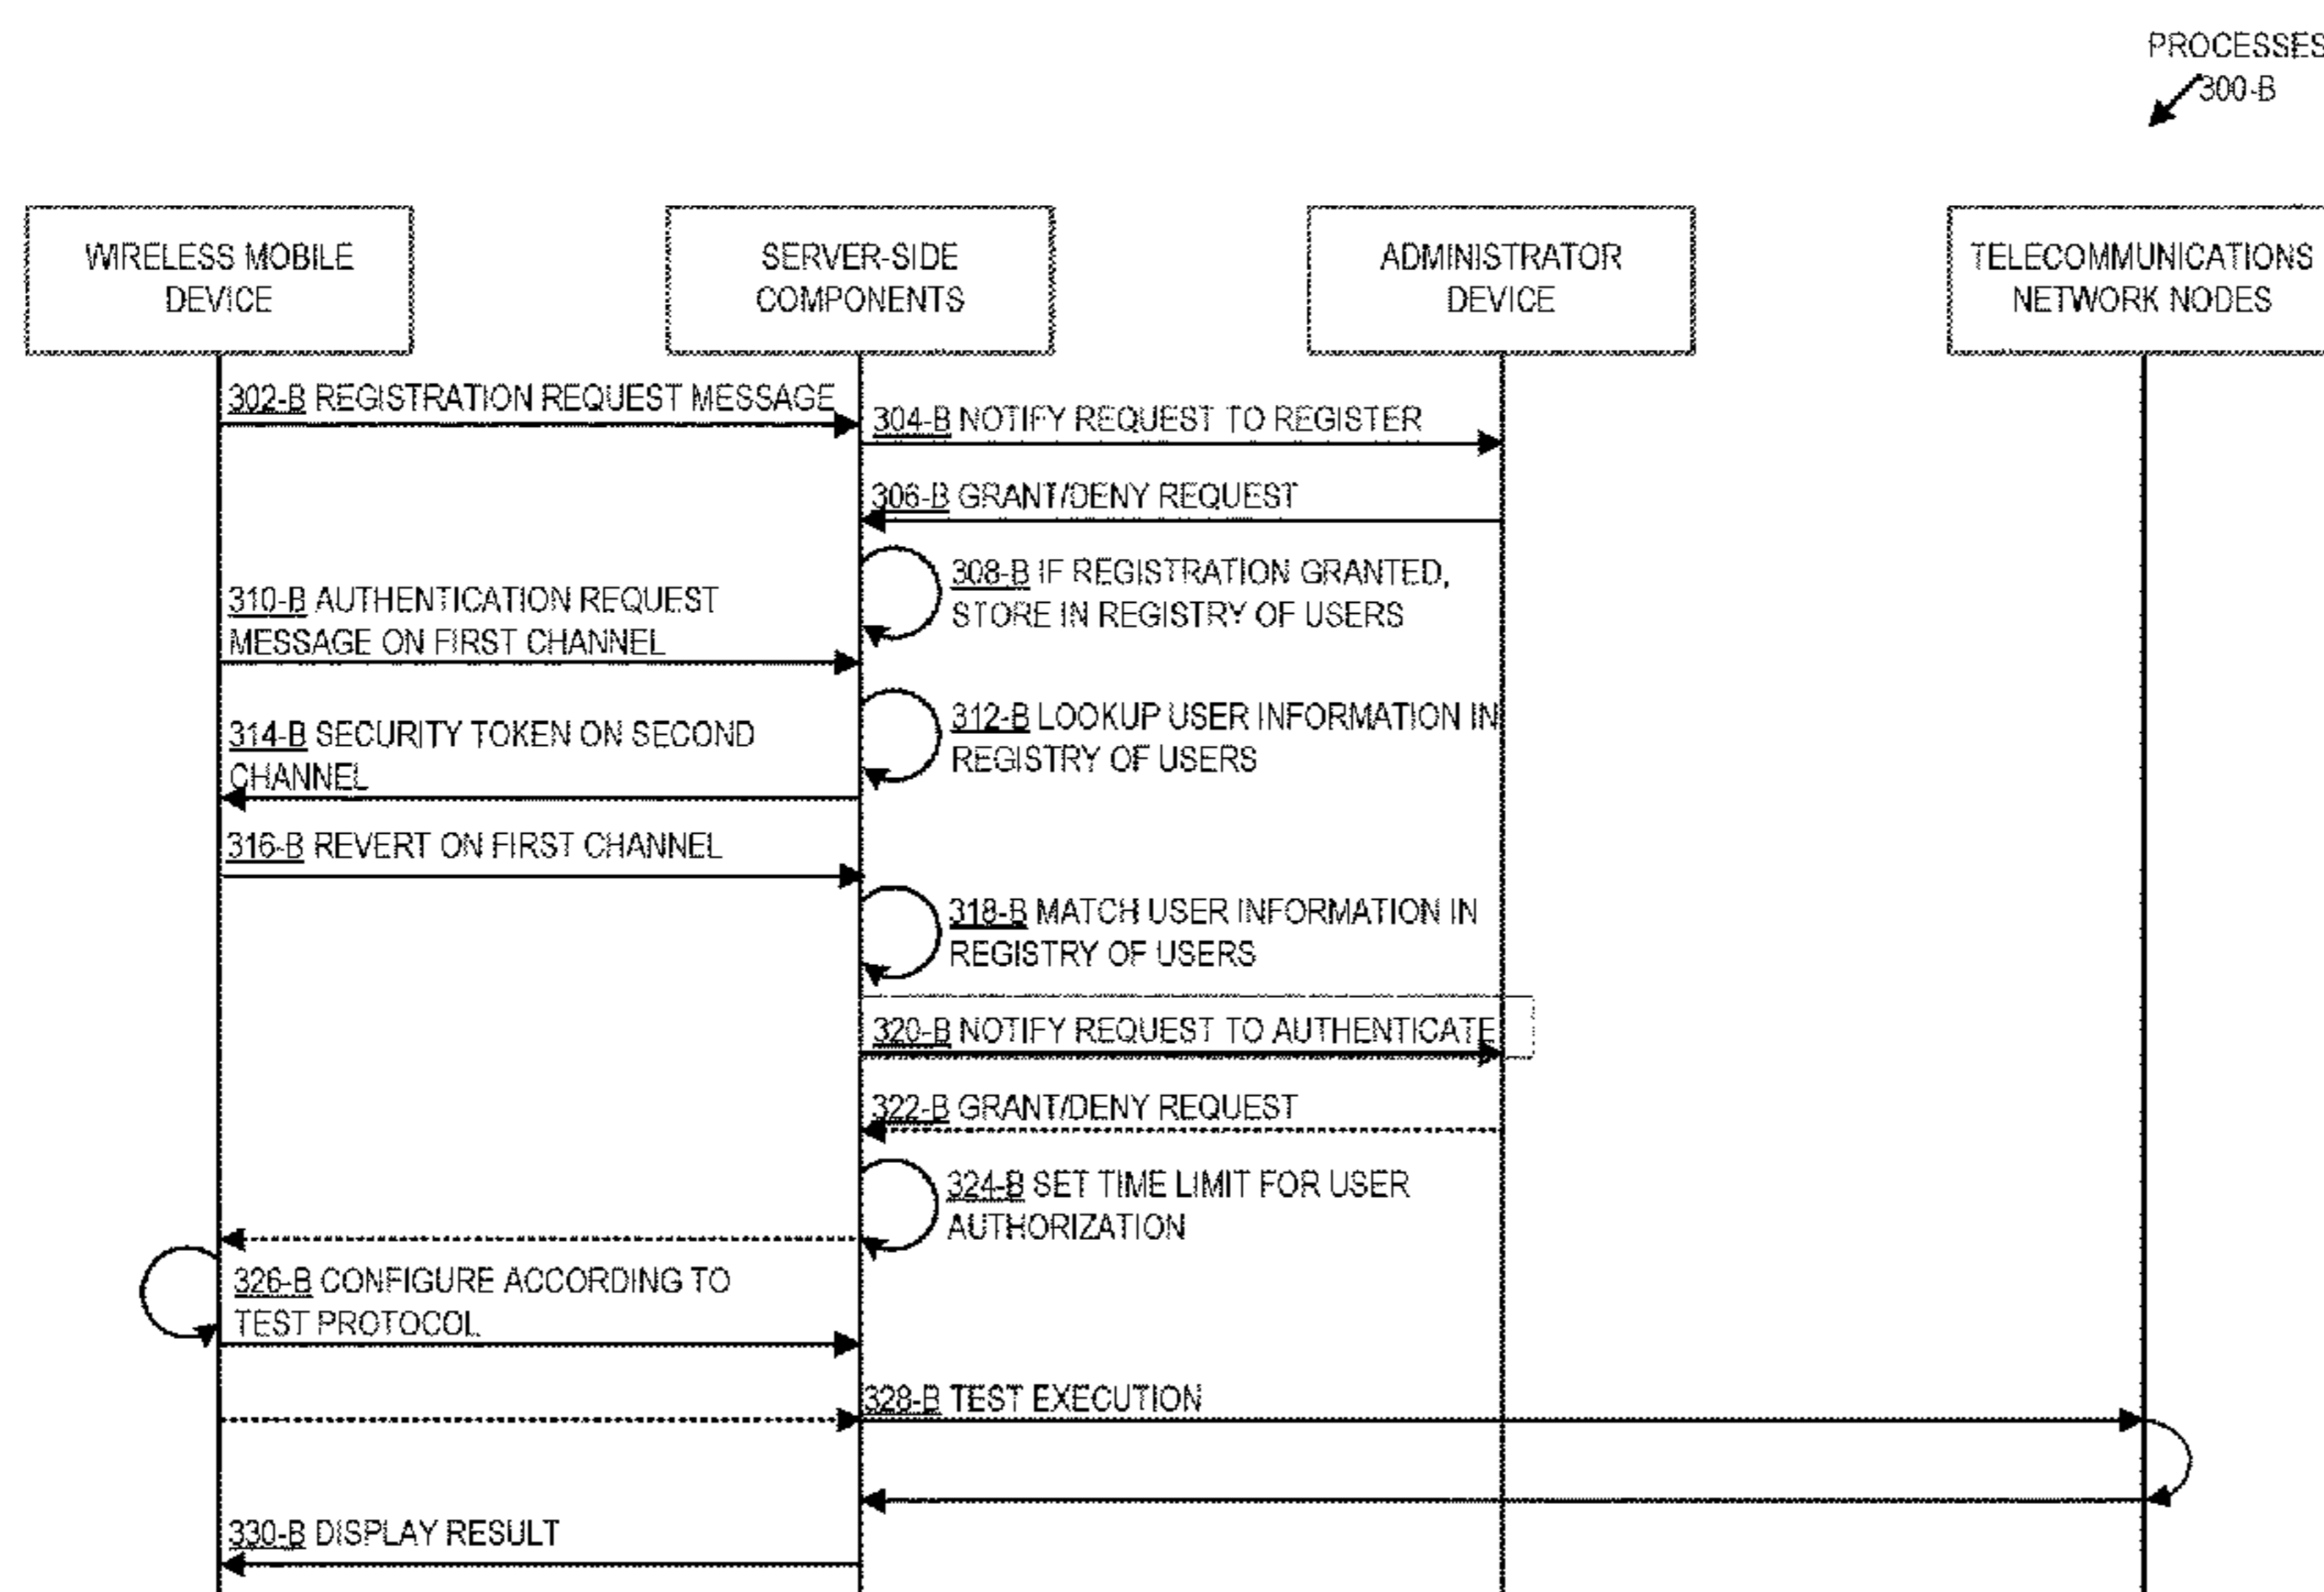 PROCESSES
300-B
WIRELESS MOBILE
DEVICE
SERVER-SIDE
COMPONENTS
ADMINISTRATOR
DEVICE
TELECOMMUNICATIONS
NETWORK NODES
302-B REGISTRATION REQUEST MESSAGE
304-B NOTIFY REQUEST TO REGISTER
306-B GRANT/DENY REQUEST
308-B IF REGISTRATION GRANTED,
STORE IN REGISTRY OF USERS
310-B AUTHENTICATION REQUEST
MESSAGE ON FIRST CHANNEL
312-B LOOKUP USER INFORMATION IN
REGISTRY OF USERS
314-B SECURITY TOKEN ON SECOND
CHANNEL
316-B REVERT ON FIRST CHANNEL
318-B MATCH USER INFORMATION IN
REGISTRY OF USERS
320-B NOTIFY REQUEST TO AUTHENTICATE
322-B GRANT/DENY REQUEST
324-B SET TIME LIMIT FOR USER
AUTHORIZATION
326-B CONFIGURE ACCORDING TO
TEST PROTOCOL
328-B TEST EXECUTION
330-B DISPLAY RESULT